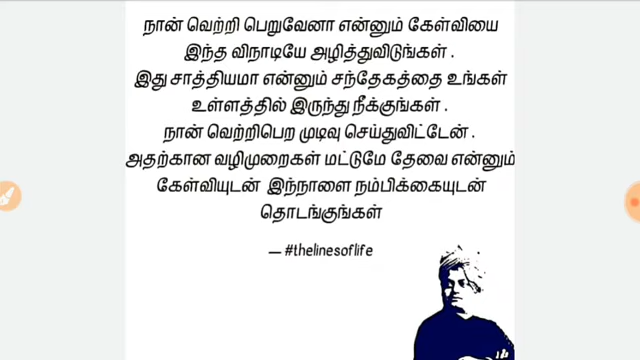 நான் வெற்றி பெறுவேனா என்னும் கேள்வியை
இந்த விநாடியே அழித்துவிடுங்கள் .
இது சாத்தியமா என்னும் சந்தேகத்தை உங்கள்
உள்ளத்தில் இருந்து நீக்குங்கள் .
நான் வெற்றிபெற முடிவு செய்துவிட்டேன் .
அதற்கான வழிமுறைகள் மட்டுமே தேவை என்னும்
கேள்வியுடன் இந்நாளை நம்பிக்கையுடன்
தொடங்குங்கள்
— #thelinesoflife